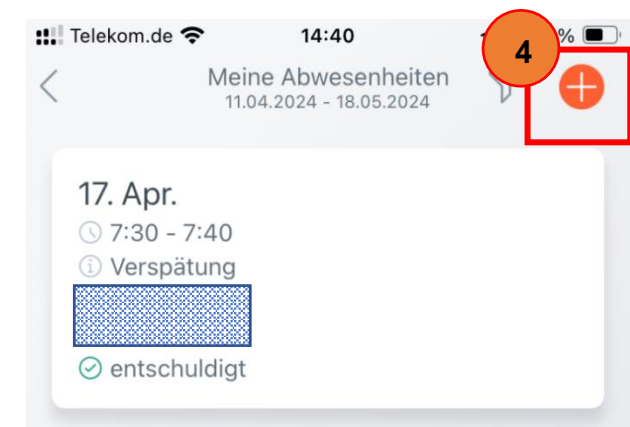 Telekom.de 14:40 %
4
Meine Abwesenheiten
11.04.2024 - 18.05.2024
17. Apr.
7:30 - 7:40
Verspätung
entschuldigt